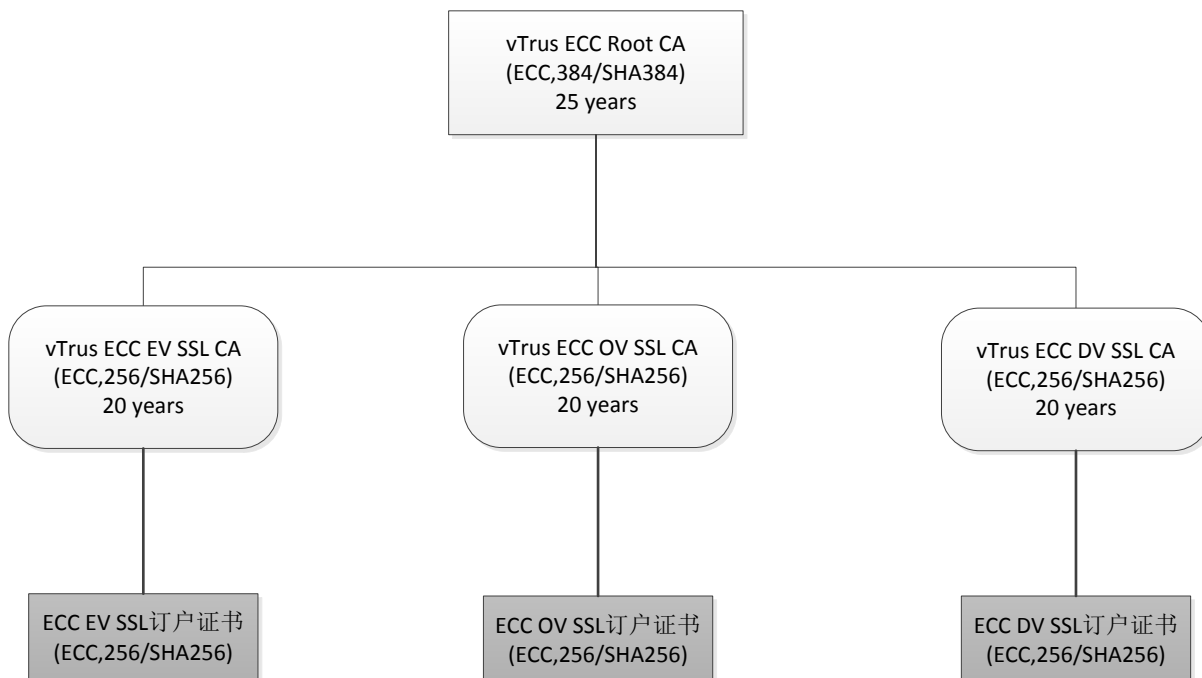 vTrus ECC Root CA
(ECC,384/SHA384)
25 years
vTrus ECC EV SSL CA
(ECC,256/SHA256)
20 years
vTrus ECC OV SSL CA
(ECC,256/SHA256)
20 years
vTrus ECC DV SSL CA
(ECC,256/SHA256)
20 years
ECC EV SSL订户证书
(ECC,256/SHA256)
ECC OV SSL订户证书
(ECC,256/SHA256)
ECC DV SSL订户证书
(ECC,256/SHA256)